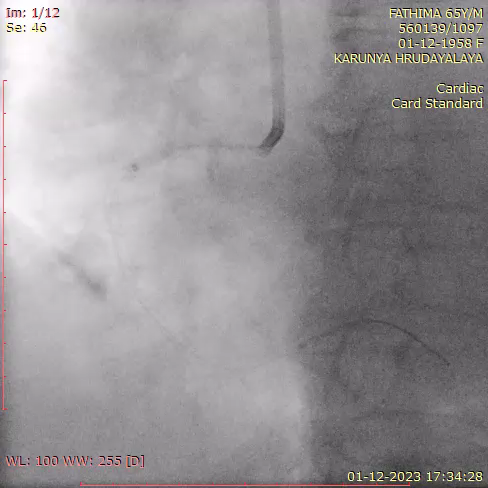 Im: 1/12
Se: 46
FATHIMA 65Y/M
560139/1097
01-12-1958 F
KARUNYA HRUDAYALAYA
Cardiac
Card Standard
WL: 100 WW: 255 [D]
01-12-2023 17:34:28